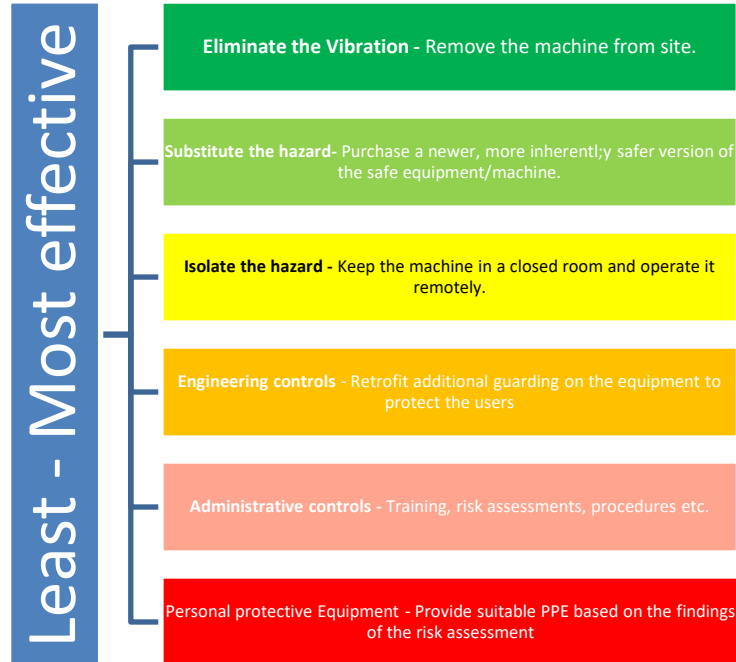 Least - Most effective
Eliminate the Vibration - Remove the machine from site.
Substitute the hazard- Purchase a newer, more inherentl;y safer version of
the safe equipment/machine.
Isolate the hazard - Keep the machine in a closed room and operate it
remotely.
Engineering controls - Retrofit additional guarding on the equipment to
protect the users
Administrative controls - Training, risk assessments, procedures etc.
Personal protective Equipment - Provide suitable PPE based on the findings
of the risk assessment